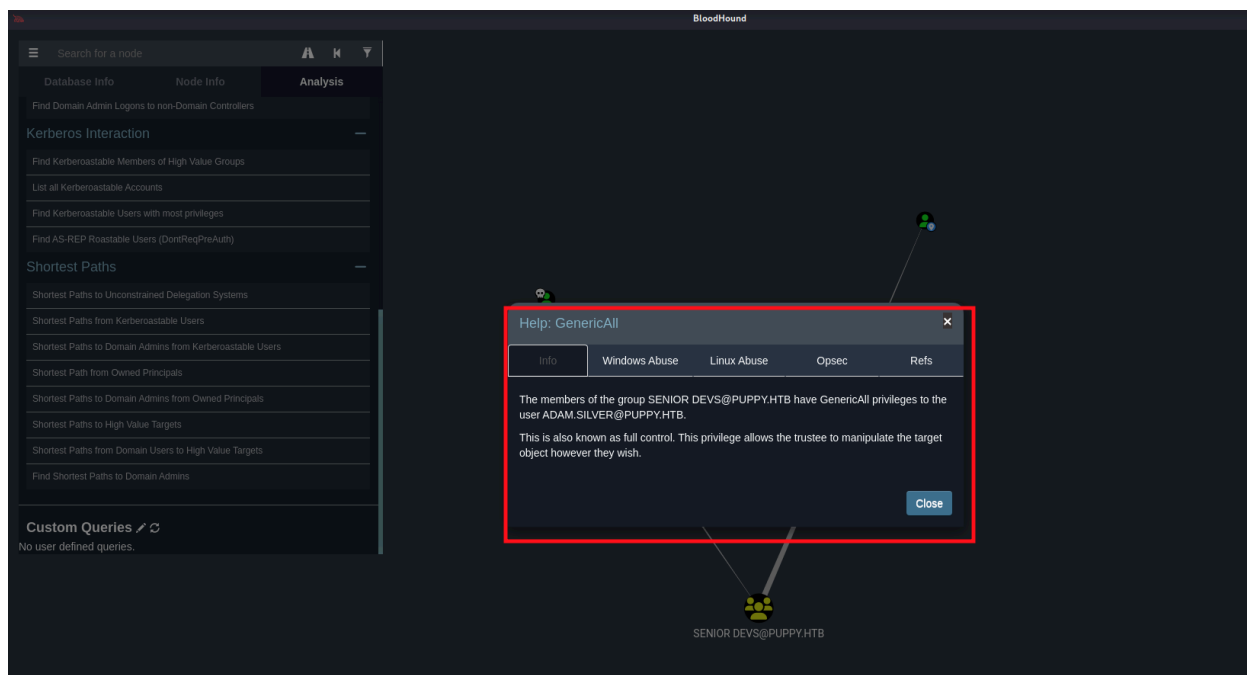 BloodHound
Search for a node
Database Info Node Info Analysis
Find Domain Admin Logons to non-Domain Controllers
Kerberos Interaction
Find Kerberoastable Members of High Value Groups
List all Kerberoastable Accounts
Find Kerberoastable Users with most privileges
Find AS-REP Roastable Users (DontReqPreAuth)
Shortest Paths
Shortest Paths to Unconstrained Delegation Systems
Shortest Paths from Kerberoastable Users
Shortest Paths to Domain Admins from Kerberoastable Users
Shortest Path from Owned Principals
Shortest Paths to Domain Admins from Owned Principals
Shortest Paths to High Value Targets
Shortest Paths from Domain Users to High Value Targets
Find Shortest Paths to Domain Admins
Custom Queries
No user defined queries.
Help: GenericAll
Info Windows Abuse Linux Abuse Opsec Refs
The members of the group SENIOR DEVS@PUPPY.HTB have GenericAll privileges to the
user ADAM.SILVER@PUPPY.HTB.
This is also known as full control. This privilege allows the trustee to manipulate the target
object however they wish.
Close
SENIOR DEVS@PUPPY.HTB